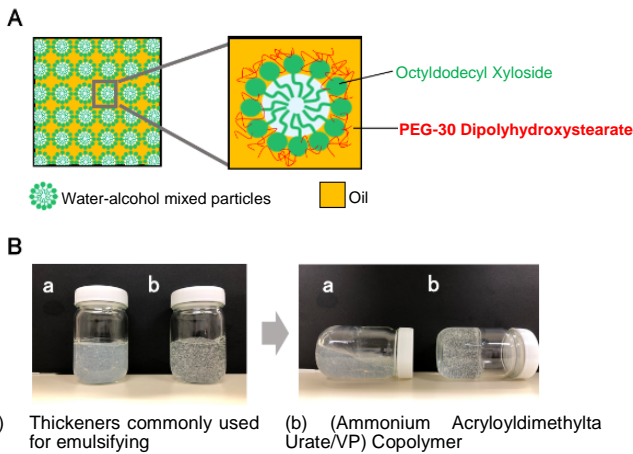 A
Octyldodecyl Xyloside
PEG-30 Dipolyhydroxystearate
Water-alcohol mixed particles
Oil
B
a b
a b
) Thickeners commonly used
for emulsifying
(b) (Ammonium Acryloyldimethylta
Urate/VP) Copolymer